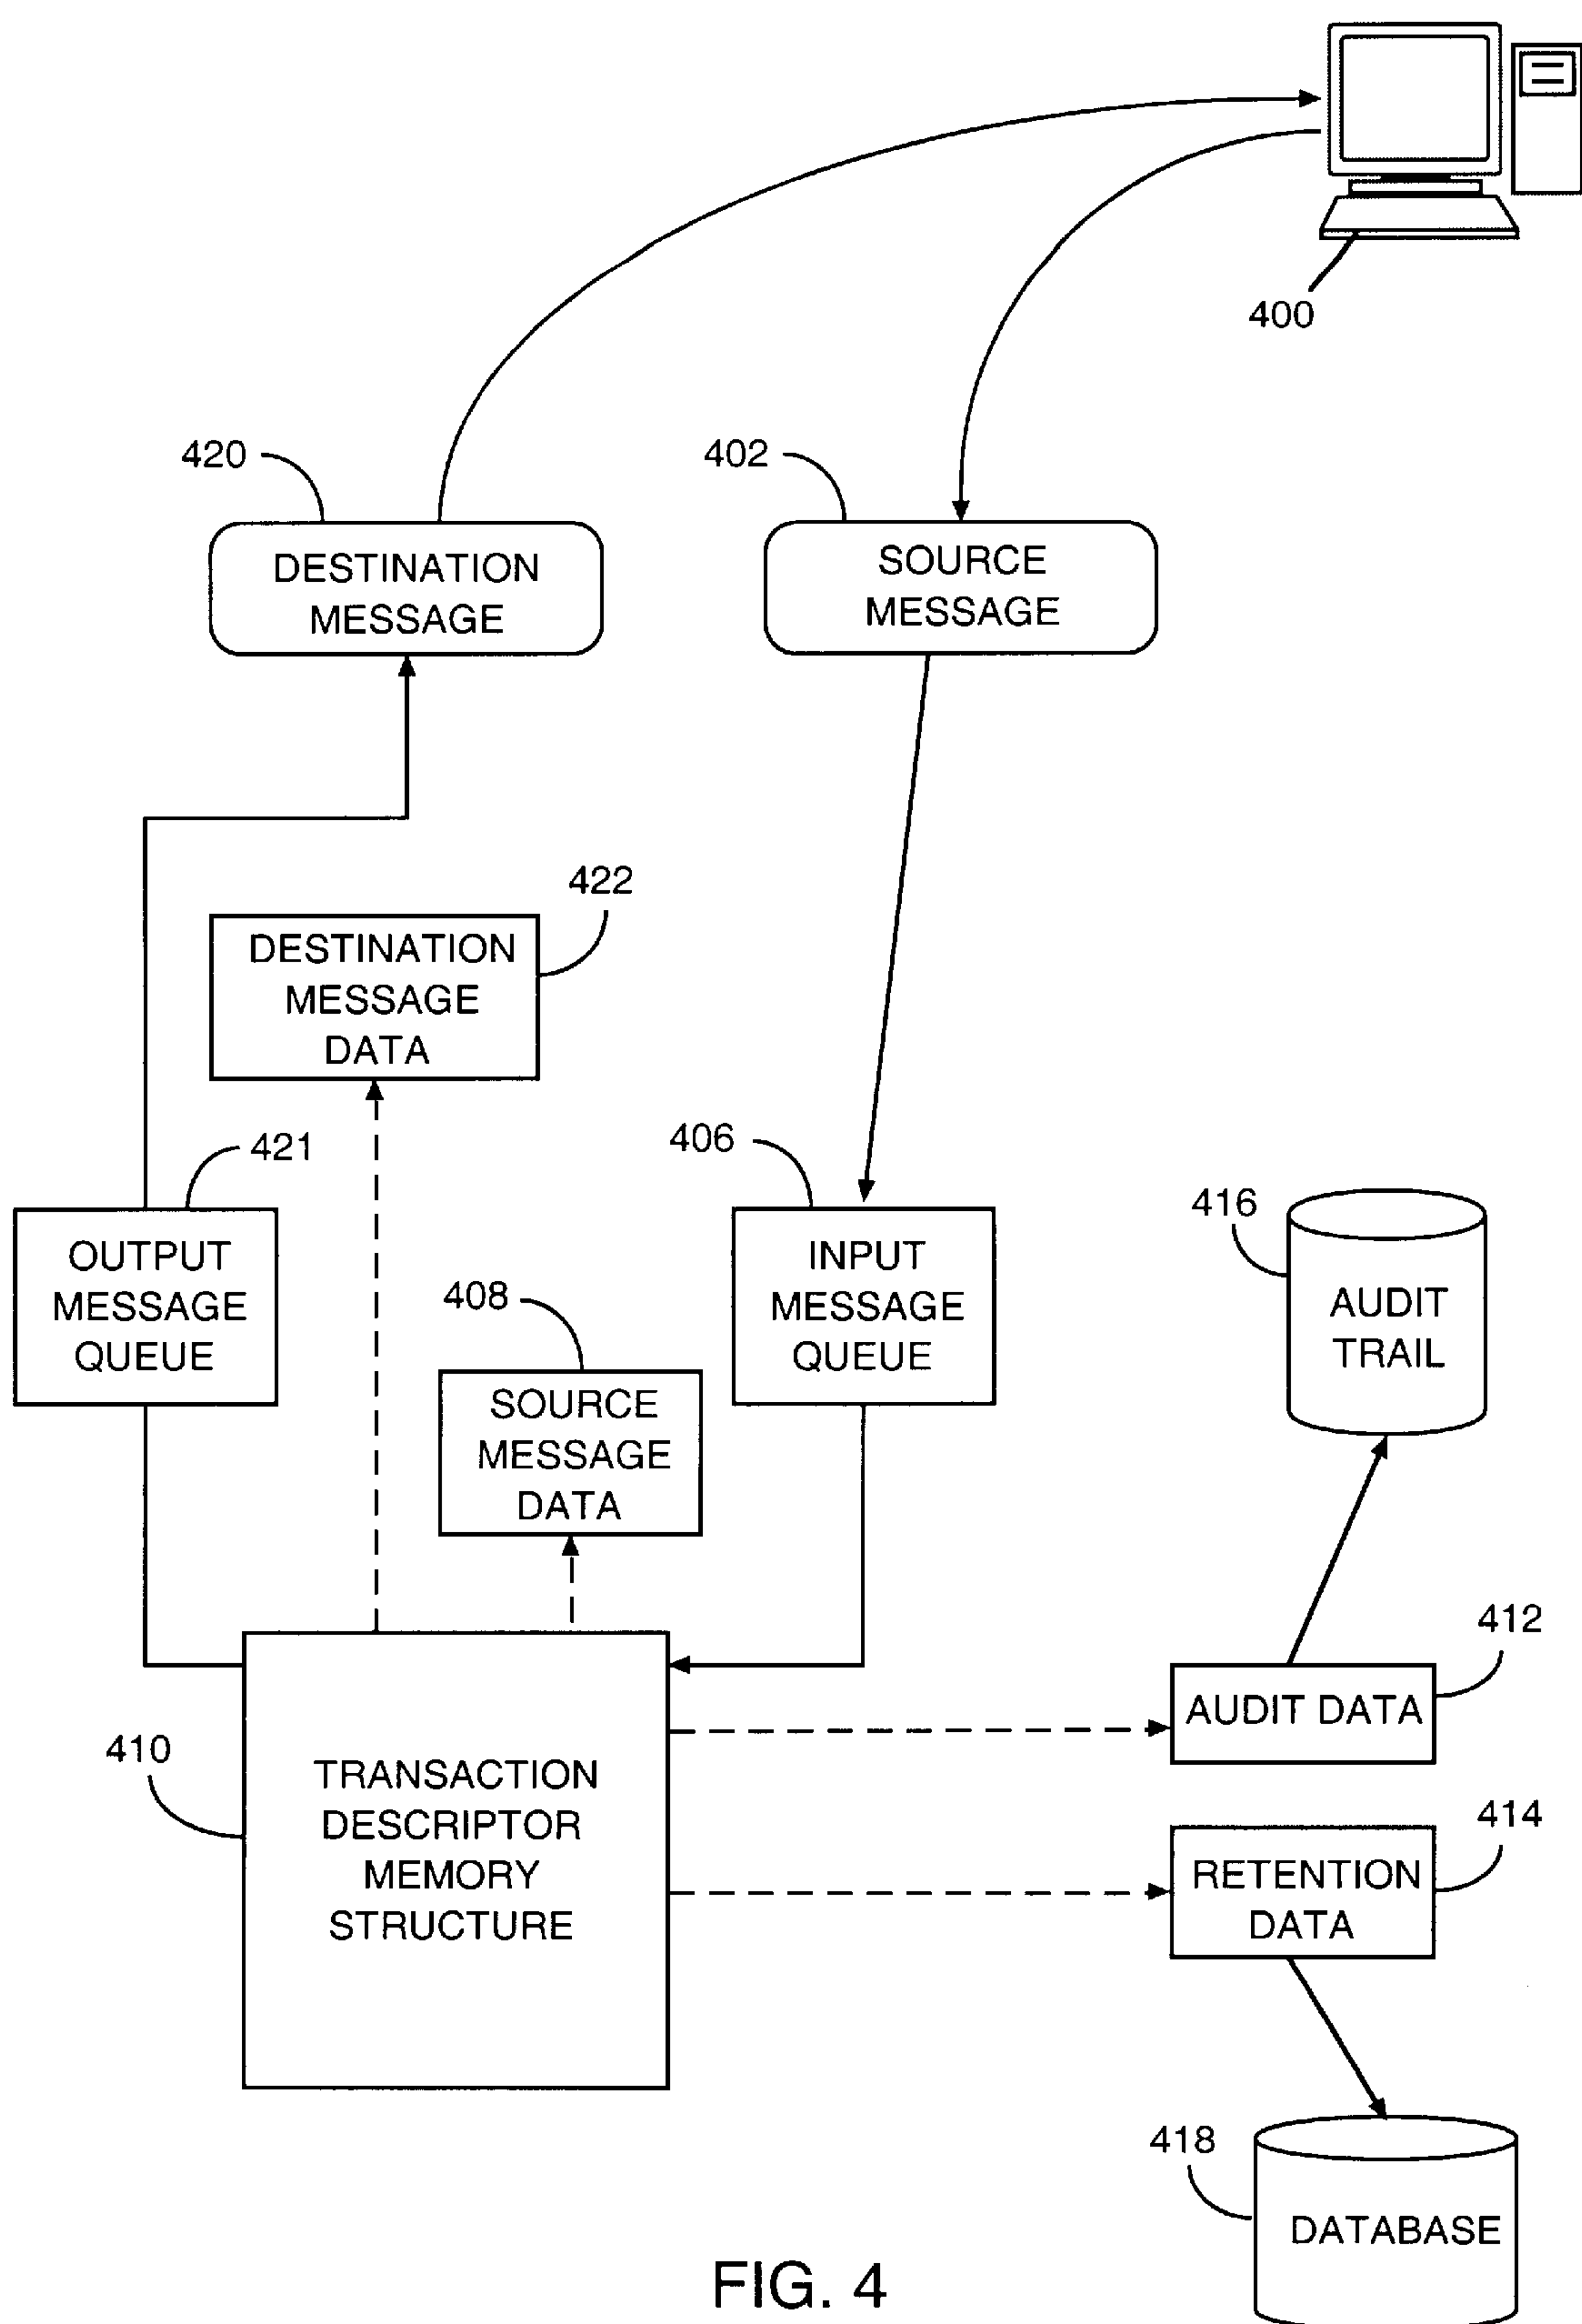 400
420
402
DESTINATION
MESSAGE
SOURCE
MESSAGE
422
DESTINATION
MESSAGE
DATA
421
406
416
OUTPUT
MESSAGE
QUEUE
INPUT
MESSAGE
QUEUE
AUDIT
TRAIL
408
SOURCE
MESSAGE
DATA
412
AUDIT DATA
410
TRANSACTION
DESCRIPTOR
MEMORY
STRUCTURE
414
RETENTION
DATA
418
DATABASE
FIG. 4